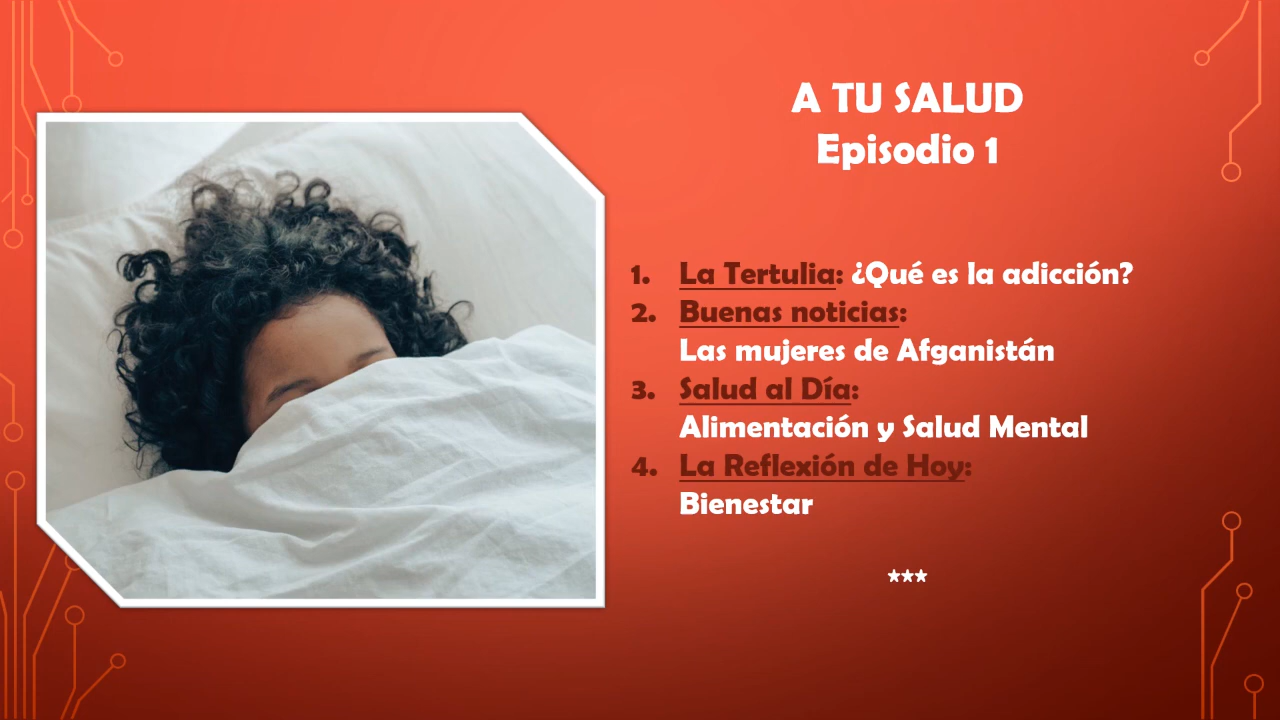 A TU SALUD
Episodio 1
1. La Tertulia: ¿Qué es la adicción?
2. Buenas noticias:
Las mujeres de Afganistán
3. Salud al Día:
Alimentación y Salud Mental
4. La Reflexión de Hoy:
Bienestar
***